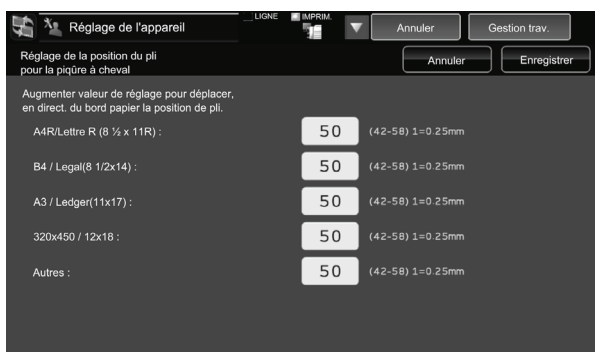 Réglage de l'appareil
LIGNE
IMPRIM.
Annuler
Gestion trav.
Réglage de la position du pli
pour la piqûre à cheval
Annuler
Enregistrer
Augmenter valeur de réglage pour déplacer,
en direct. du bord papier la position de pli.
A4R/Lettre R (8 ½ x 11R) : 50 (42-58) 1=0.25mm
B4 / Legal(8 1/2x14) : 50 (42-58) 1=0.25mm
A3 / Ledger(11x17) : 50 (42-58) 1=0.25mm
320x450 / 12x18 : 50 (42-58) 1=0.25mm
Autres : 50 (42-58) 1=0.25mm